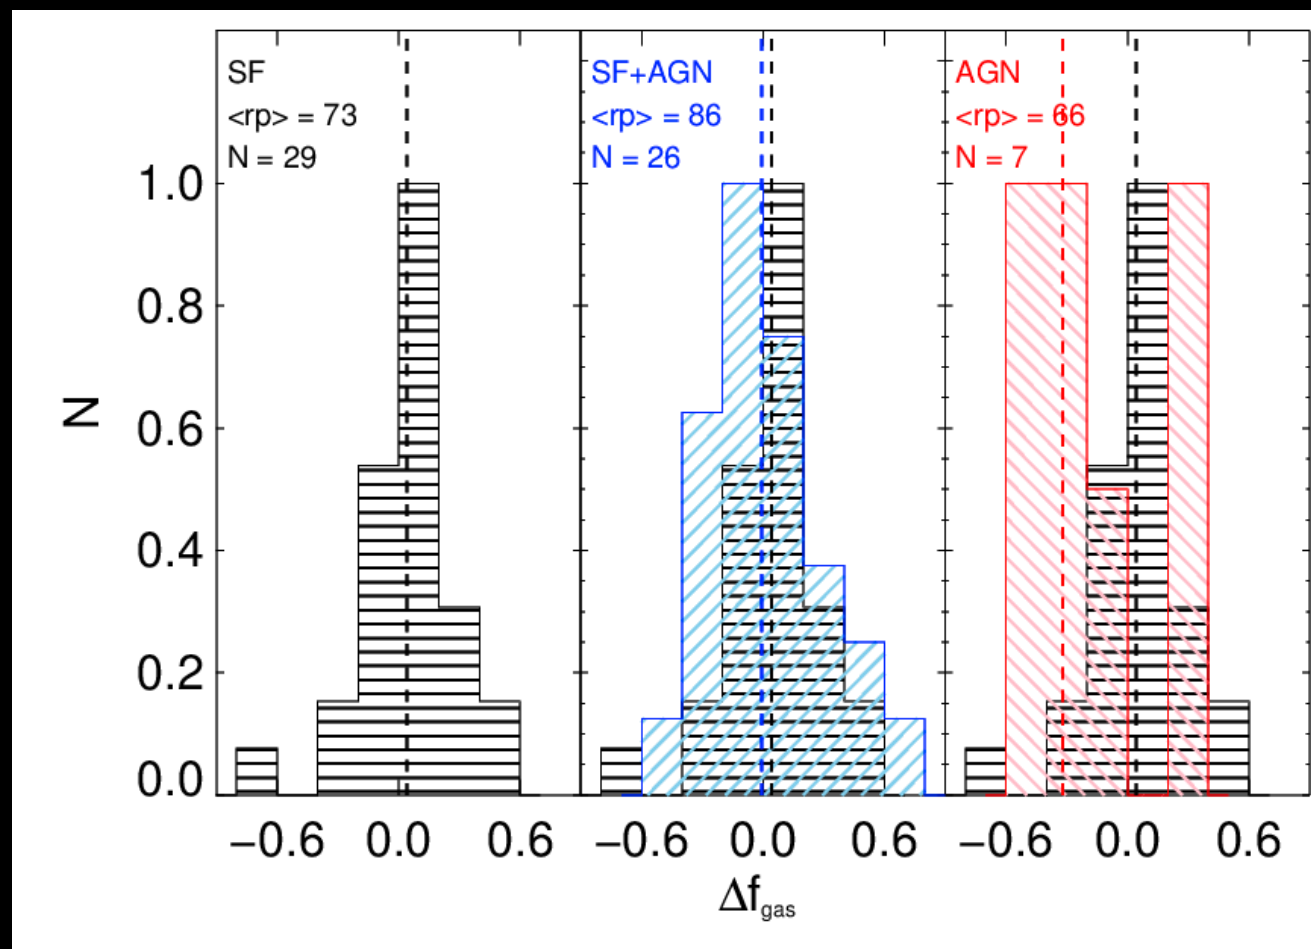 SF
<rp> = 73
N = 29
SF+AGN
<rp> = 86
N = 26
AGN
<rp> = 66
N = 7
1.0
0.8
0.6
0.4
0.2
0.0
N
−0.6 0.0 0.6 −0.6 0.0 0.6 −0.6 0.0 0.6
Δfgas